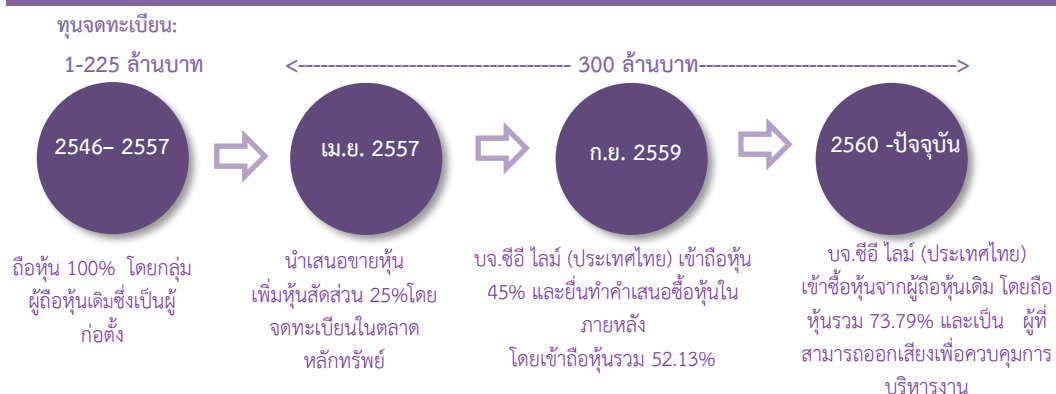 ทุนจดทะเบียน:
1-225 ล้านบาท
<------------------------------------ 300 ล้านบาท----------------------------------->
2546– 2557
เม.ย. 2557
ก.ย. 2559
2560 -ปัจจุบัน
ถือหุ้น 100% โดยกลุ่ม
ผู้ถือหุ้นเดิมซึ่งเป็นผู้
ก่อตั้ง
นำเสนอขายหุ้น
เพิ่มหุ้นสัดส่วน 25%โดย
จดทะเบียนในตลาด
หลักทรัพย์
บจ.ซีอี ไลม์ (ประเทศไทย) เข้าถือหุ้น
45% และยื่นทำคำเสนอซื้อหุ้นใน
ภายหลัง
โดยเข้าถือหุ้นรวม 52.13%
บจ.ซีอี ไลม์ (ประเทศไทย)
เข้าซื้อหุ้นจากผู้ถือหุ้นเดิม โดยถือ
หุ้นรวม 73.79% และเป็น ผู้ที่
สามารถออกเสียงเพื่อควบคุมการ
บริหารงาน